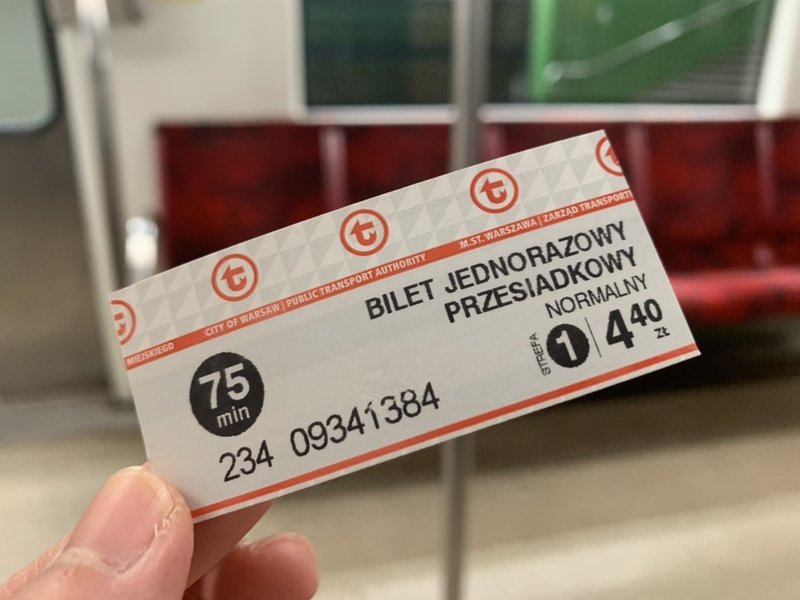 MIEJSKIEGO CITY OF WARSAW | PUBLIC TRANSPORT AUTHORITY M.ST. WARSZAWA | ZARZĄD TRANSPORTU
BILET JEDNORAZOWY
PRZESIADKOWY
NORMALNY
STREFA 1 | 4 40 zł
75
min
234 09341384